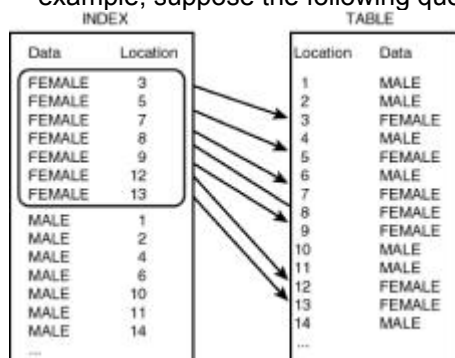 example, suppose the following que
INDEX TABLE
Data Location Location Data
FEMALE 3 1 MALE
FEMALE 5 2 MALE
FEMALE 7 3 FEMALE
FEMALE 8 4 MALE
FEMALE 9 5 FEMALE
FEMALE 12 6 MALE
FEMALE 13 7 FEMALE
MALE 1 8 FEMALE
MALE 2 9 FEMALE
MALE 4 10 MALE
MALE 6 11 MALE
MALE 10 12 FEMALE
MALE 11 13 FEMALE
MALE 14 14 MALE
... ...